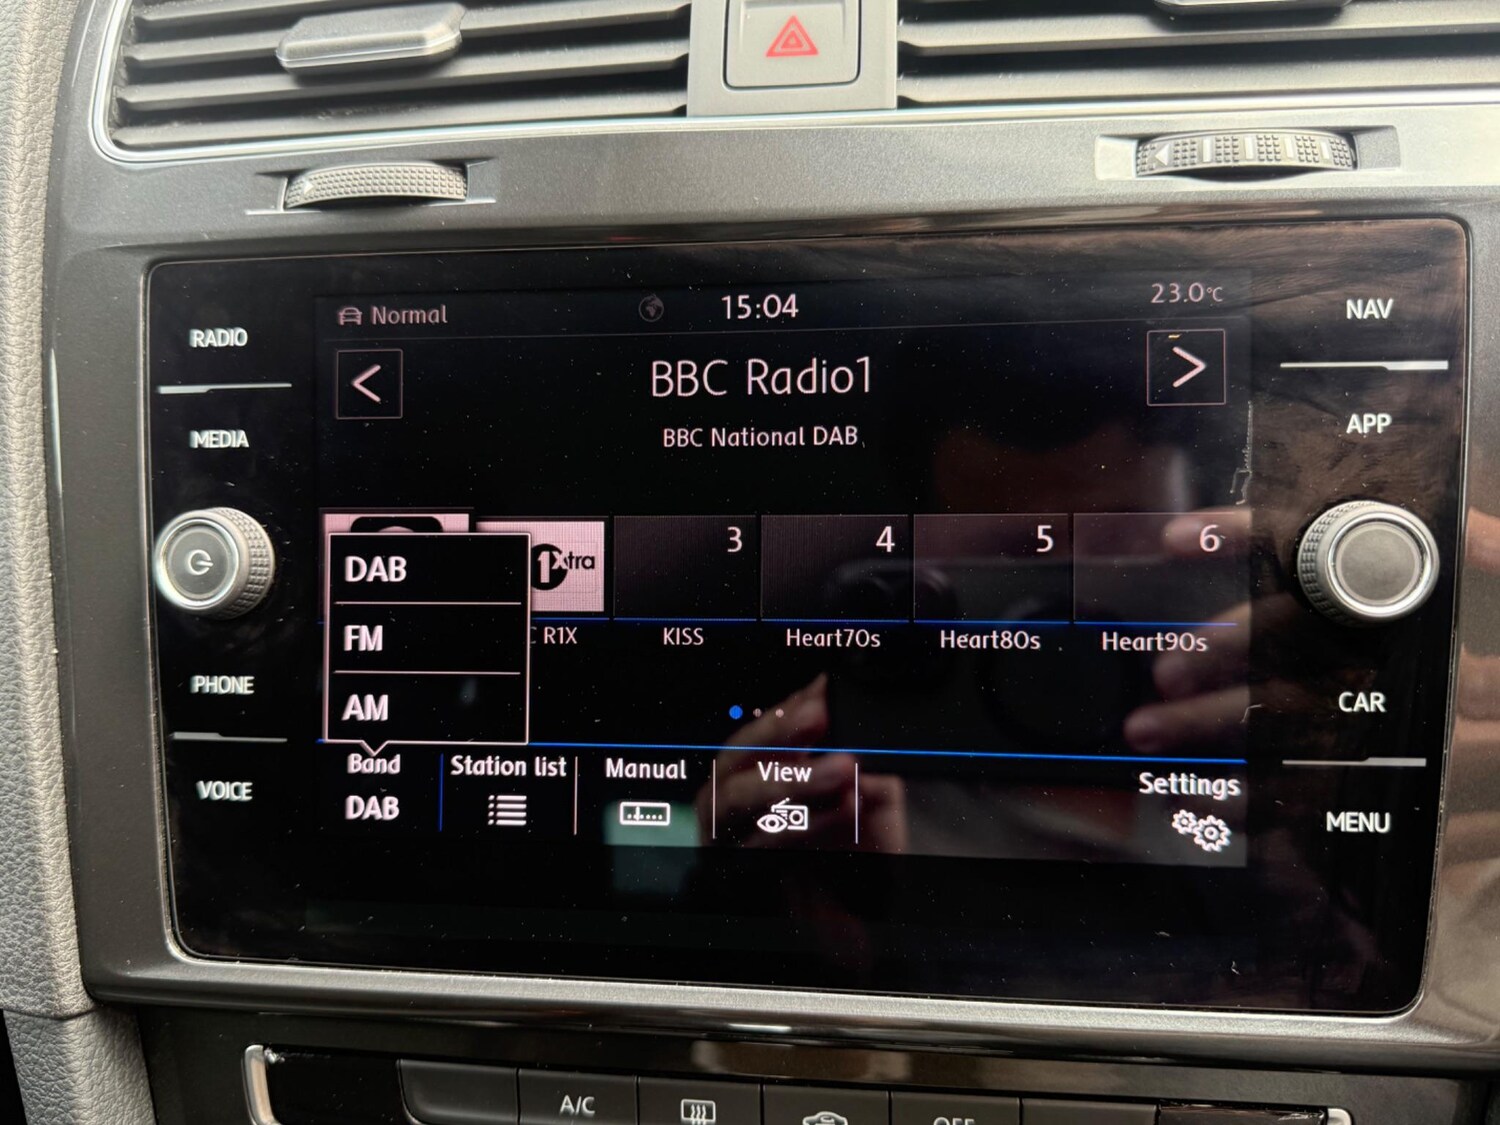 Normal 15:04 23.0°C
RADIO
NAV
BBC Radio1
MEDIA
APP
BBC National DAB
1Xtra 3 4 5 6
C R1X KISS Heart70s Heart80s Heart90s
DAB
FM
AM
PHONE
CAR
Band Station list Manual View Settings
DAB
VOICE
MENU
A/C OFF